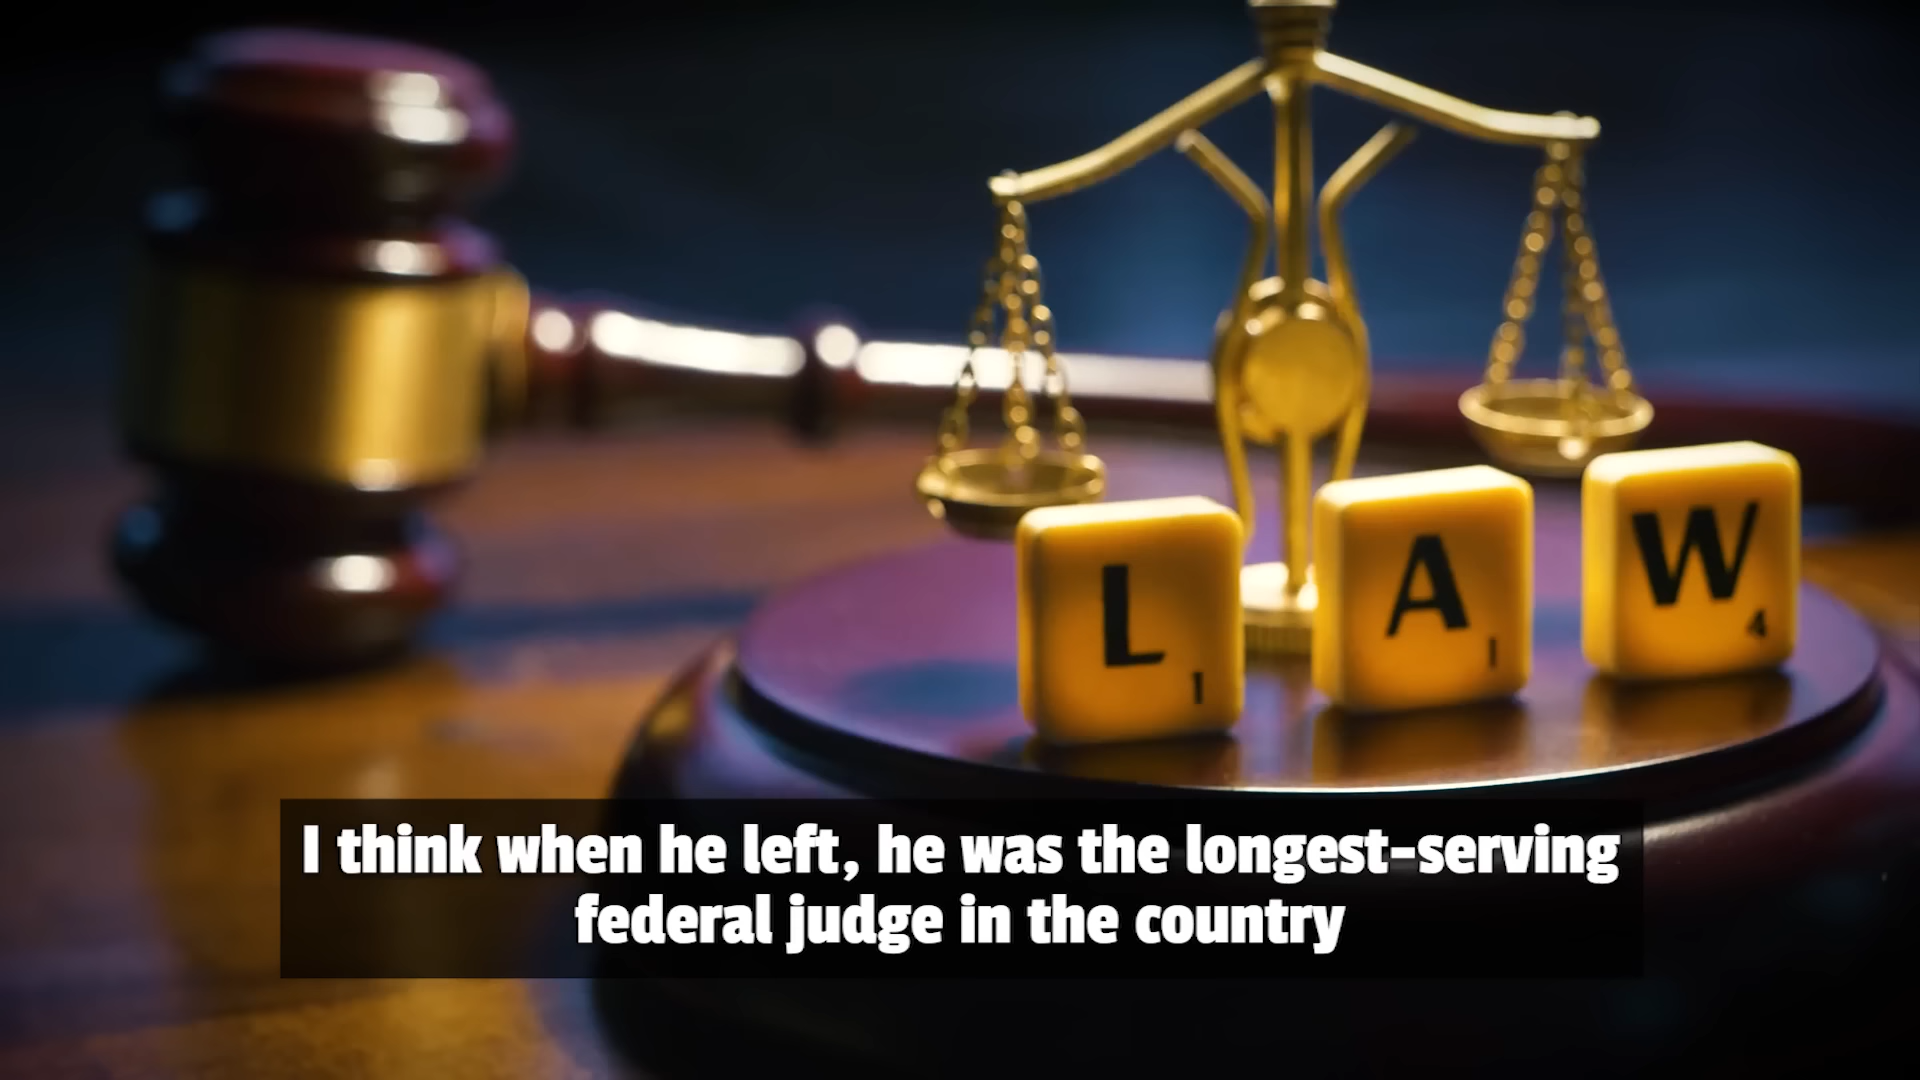 L A W
1 1 4
I think when he left, he was the longest-serving
federal judge in the country